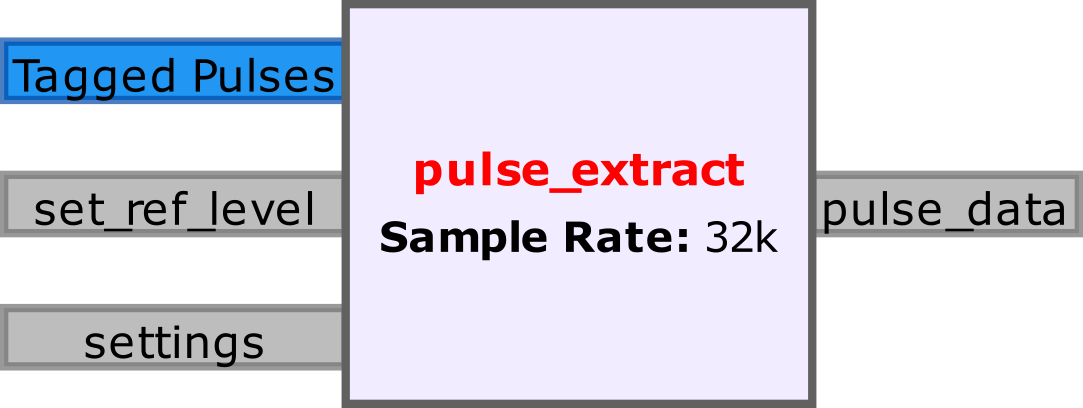 Tagged Pulses
set_ref_level
settings
pulse_extract
Sample Rate: 32k
pulse_data